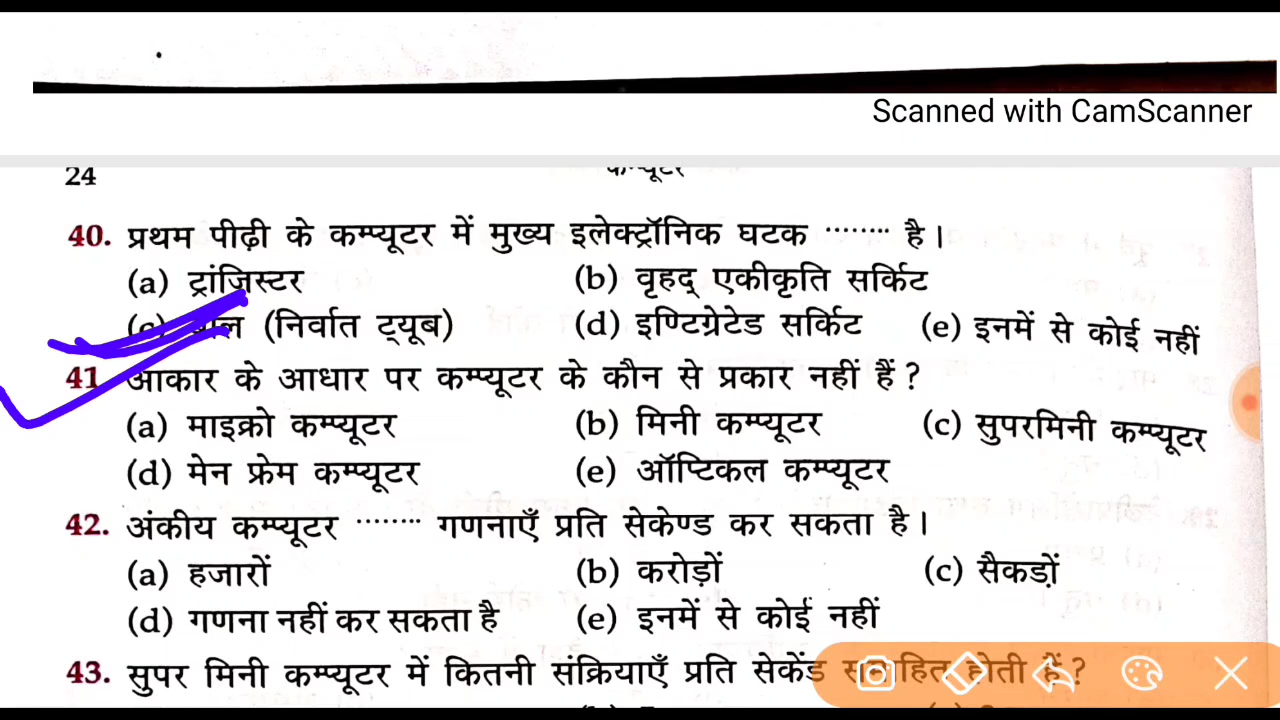 Scanned with CamScanner
24
40. प्रथम पीढ़ी के कम्प्यूटर में मुख्य इलेक्ट्रॉनिक घटक ........ है।
(a) ट्रांजिस्टर (b) वृहद् एकीकृति सर्किट
(c) (निर्वात ट्यूब) (d) इण्टिग्रेटेड सर्किट (e) इनमें से कोई नहीं
41 आकार के आधार पर कम्प्यूटर के कौन से प्रकार नहीं हैं?
(a) माइक्रो कम्प्यूटर (b) मिनी कम्प्यूटर (c) सुपरमिनी कम्प्यूटर
(d) मेन फ्रेम कम्प्यूटर (e) ऑप्टिकल कम्प्यूटर
42. अंकीय कम्प्यूटर ........ गणनाएँ प्रति सेकेण्ड कर सकता है।
(a) हजारों (b) करोड़ों (c) सैकडों़
(d) गणना नहीं कर सकता है (e) इनमें से कोई नहीं
43. सुपर मिनी कम्प्यूटर में कितनी संक्रियाएँ प्रति सेकेंड होती हैं?